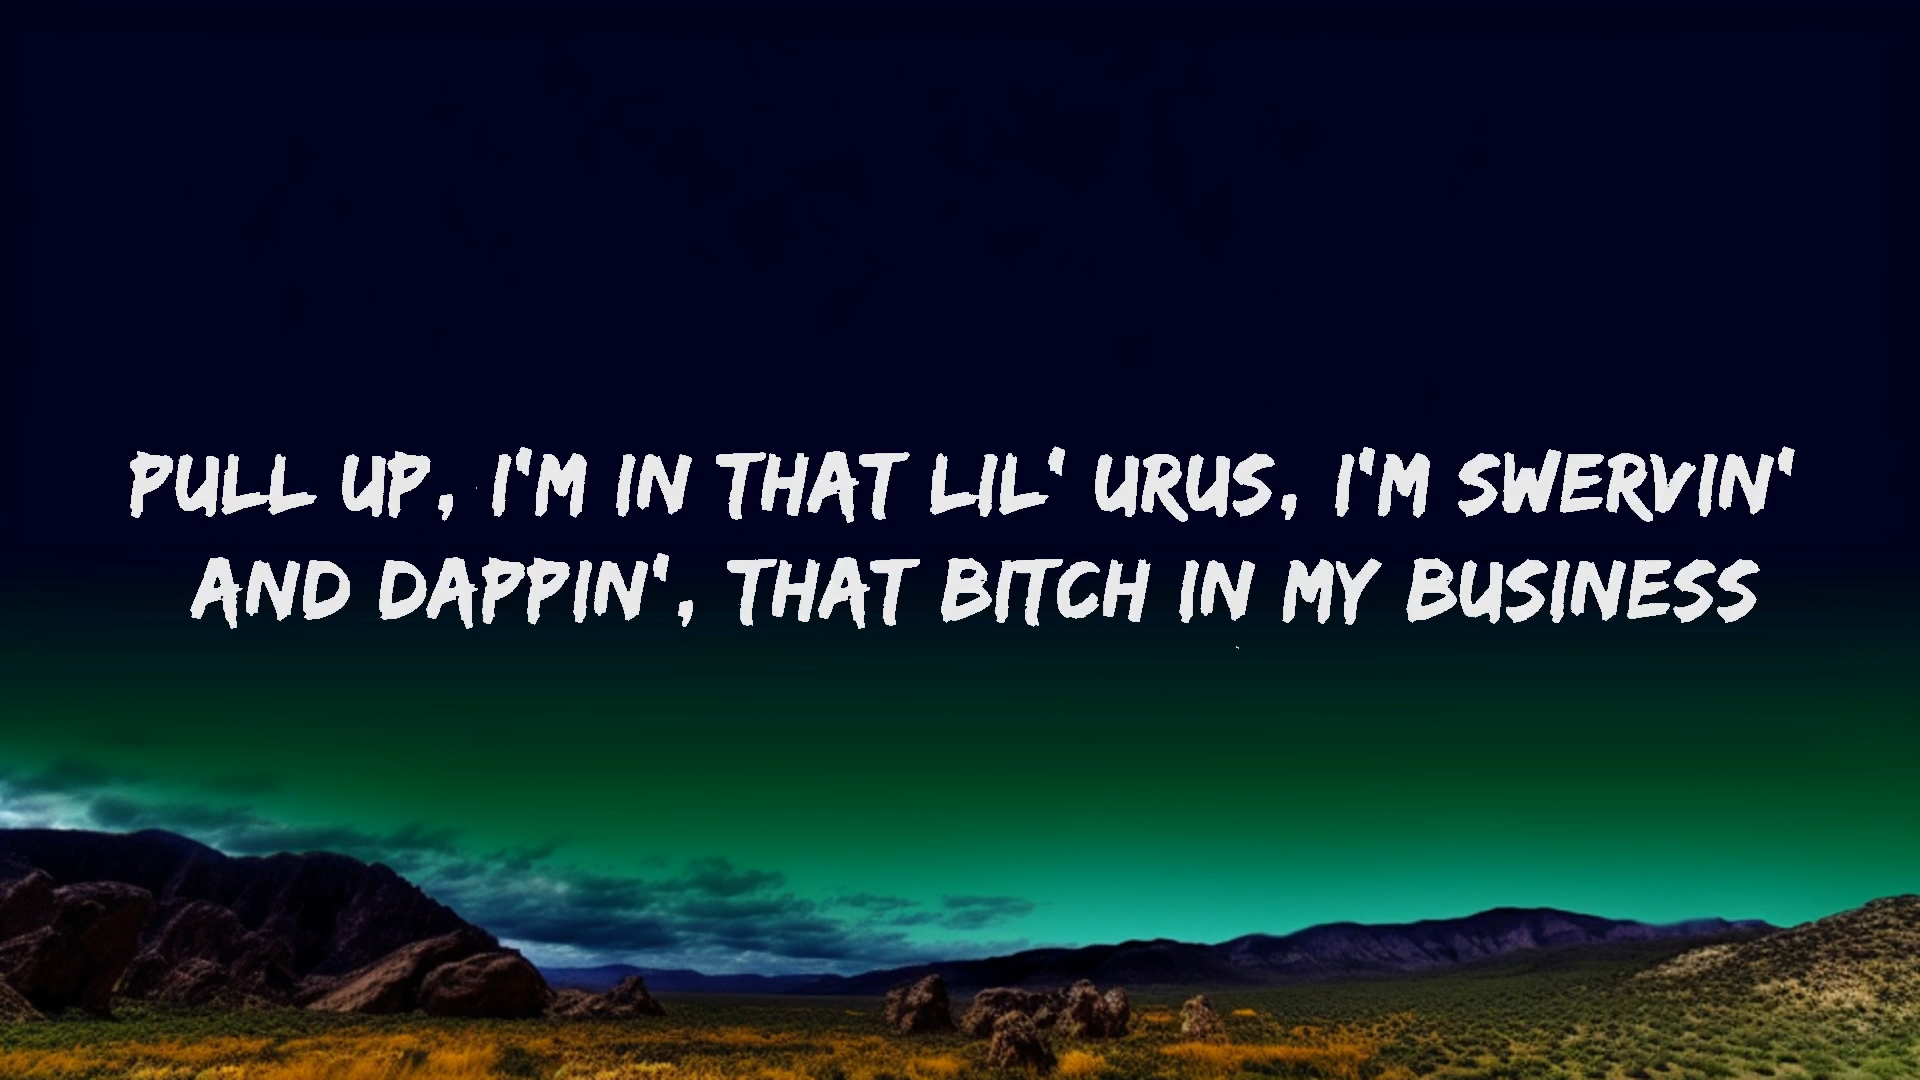 PULL UP, I'M IN THAT LIL' URUS, I'M SWERVIN'
AND DAPPIN', THAT BITCH IN MY BUSINESS